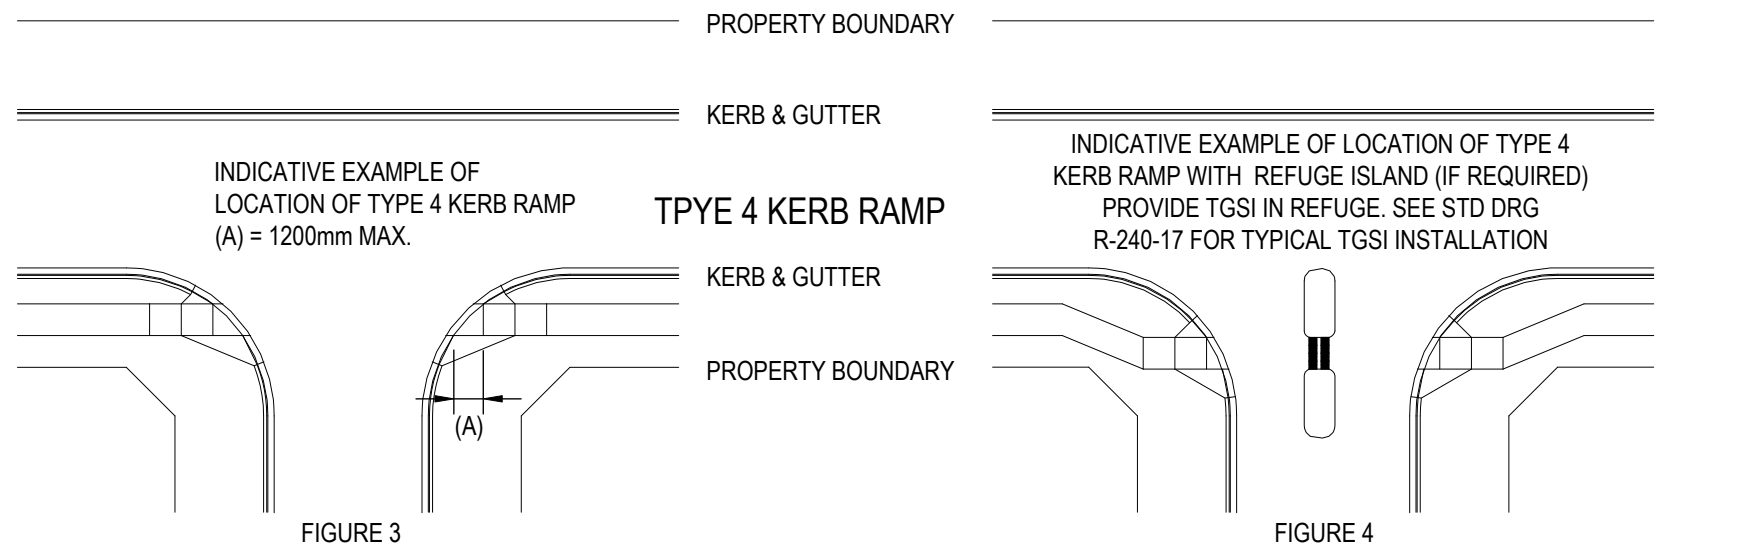 PROPERTY BOUNDARY
KERB & GUTTER
INDICATIVE EXAMPLE OF
LOCATION OF TYPE 4 KERB RAMP
(A) = 1200mm MAX.
TPYE 4 KERB RAMP
INDICATIVE EXAMPLE OF LOCATION OF TYPE 4
KERB RAMP WITH REFUGE ISLAND (IF REQUIRED)
PROVIDE TGSI IN REFUGE. SEE STD DRG
R-240-17 FOR TYPICAL TGSI INSTALLATION
KERB & GUTTER
PROPERTY BOUNDARY
(A)
FIGURE 3
FIGURE 4